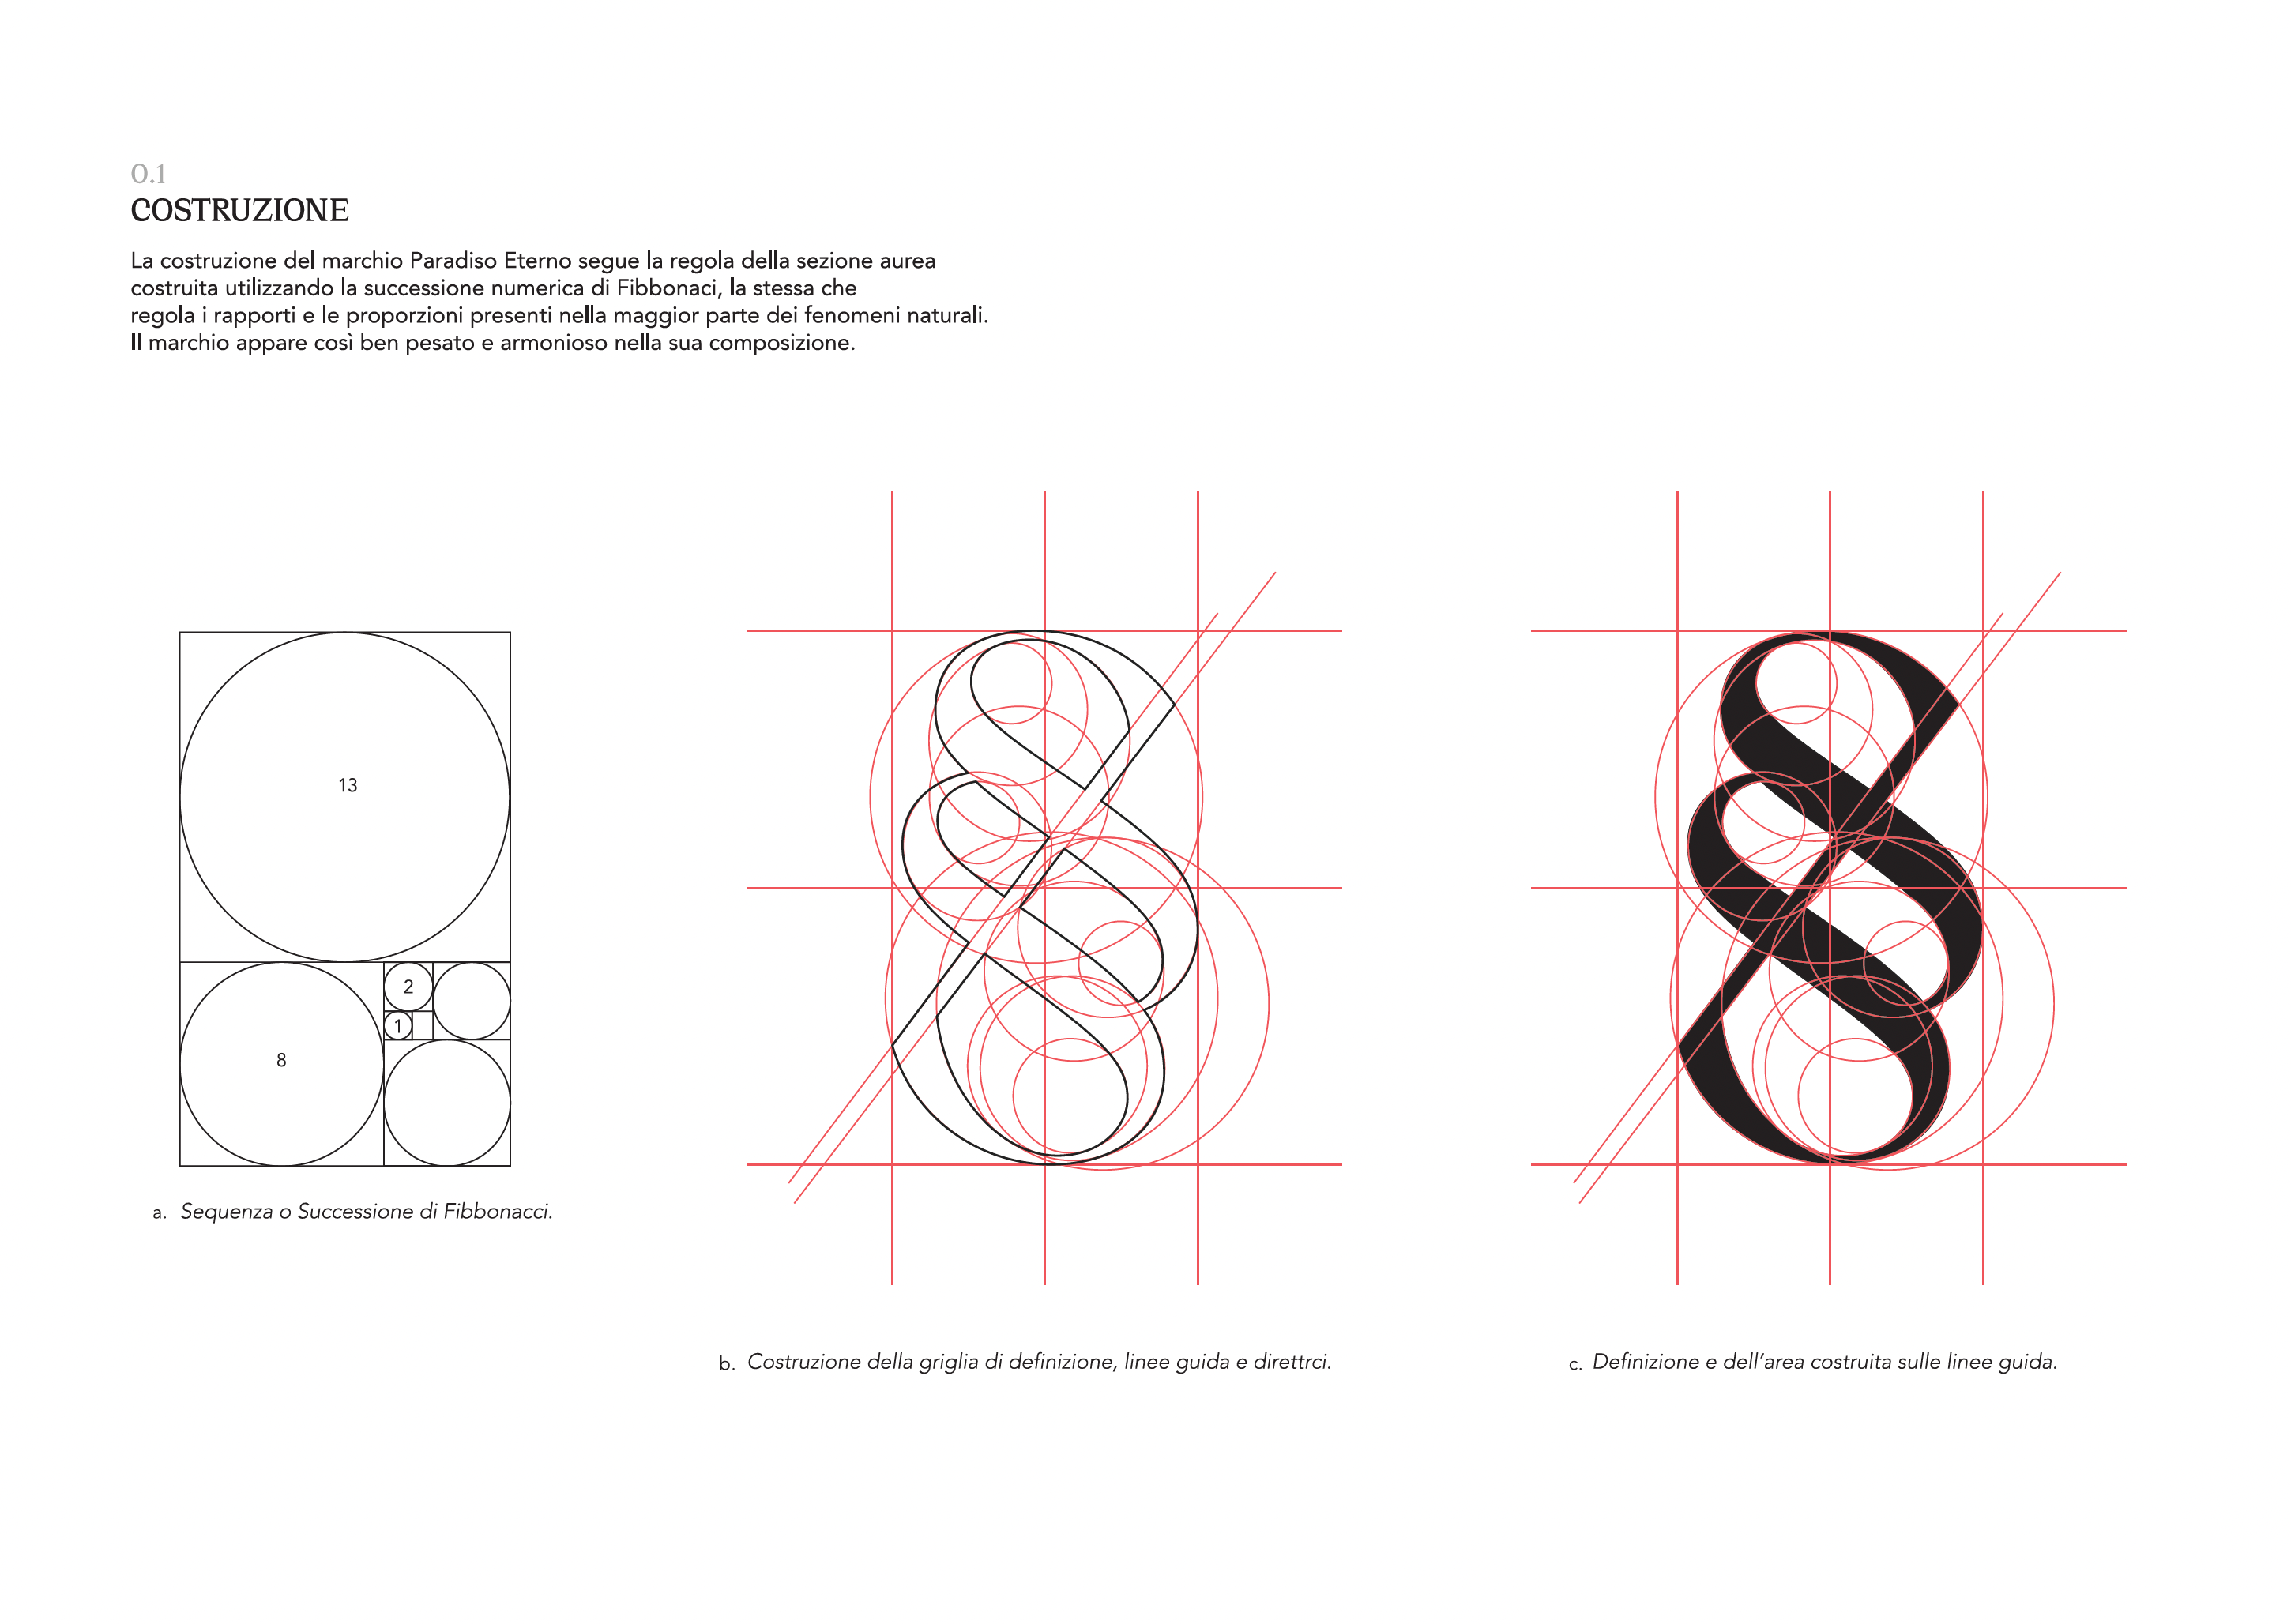 0.1
COSTRUZIONE
La costruzione del marchio Paradiso Eterno segue la regola della sezione aurea
costruita utilizzando la successione numerica di Fibbonaci, la stessa che
regola i rapporti e le proporzioni presenti nella maggior parte dei fenomeni naturali.
Il marchio appare così ben pesato e armonioso nella sua composizione.
13
2
1
8
a. Sequenza o Successione di Fibbonacci.
b. Costruzione della griglia di definizione, linee guida e direttrci.
c. Definizione e dell'area costruita sulle linee guida.